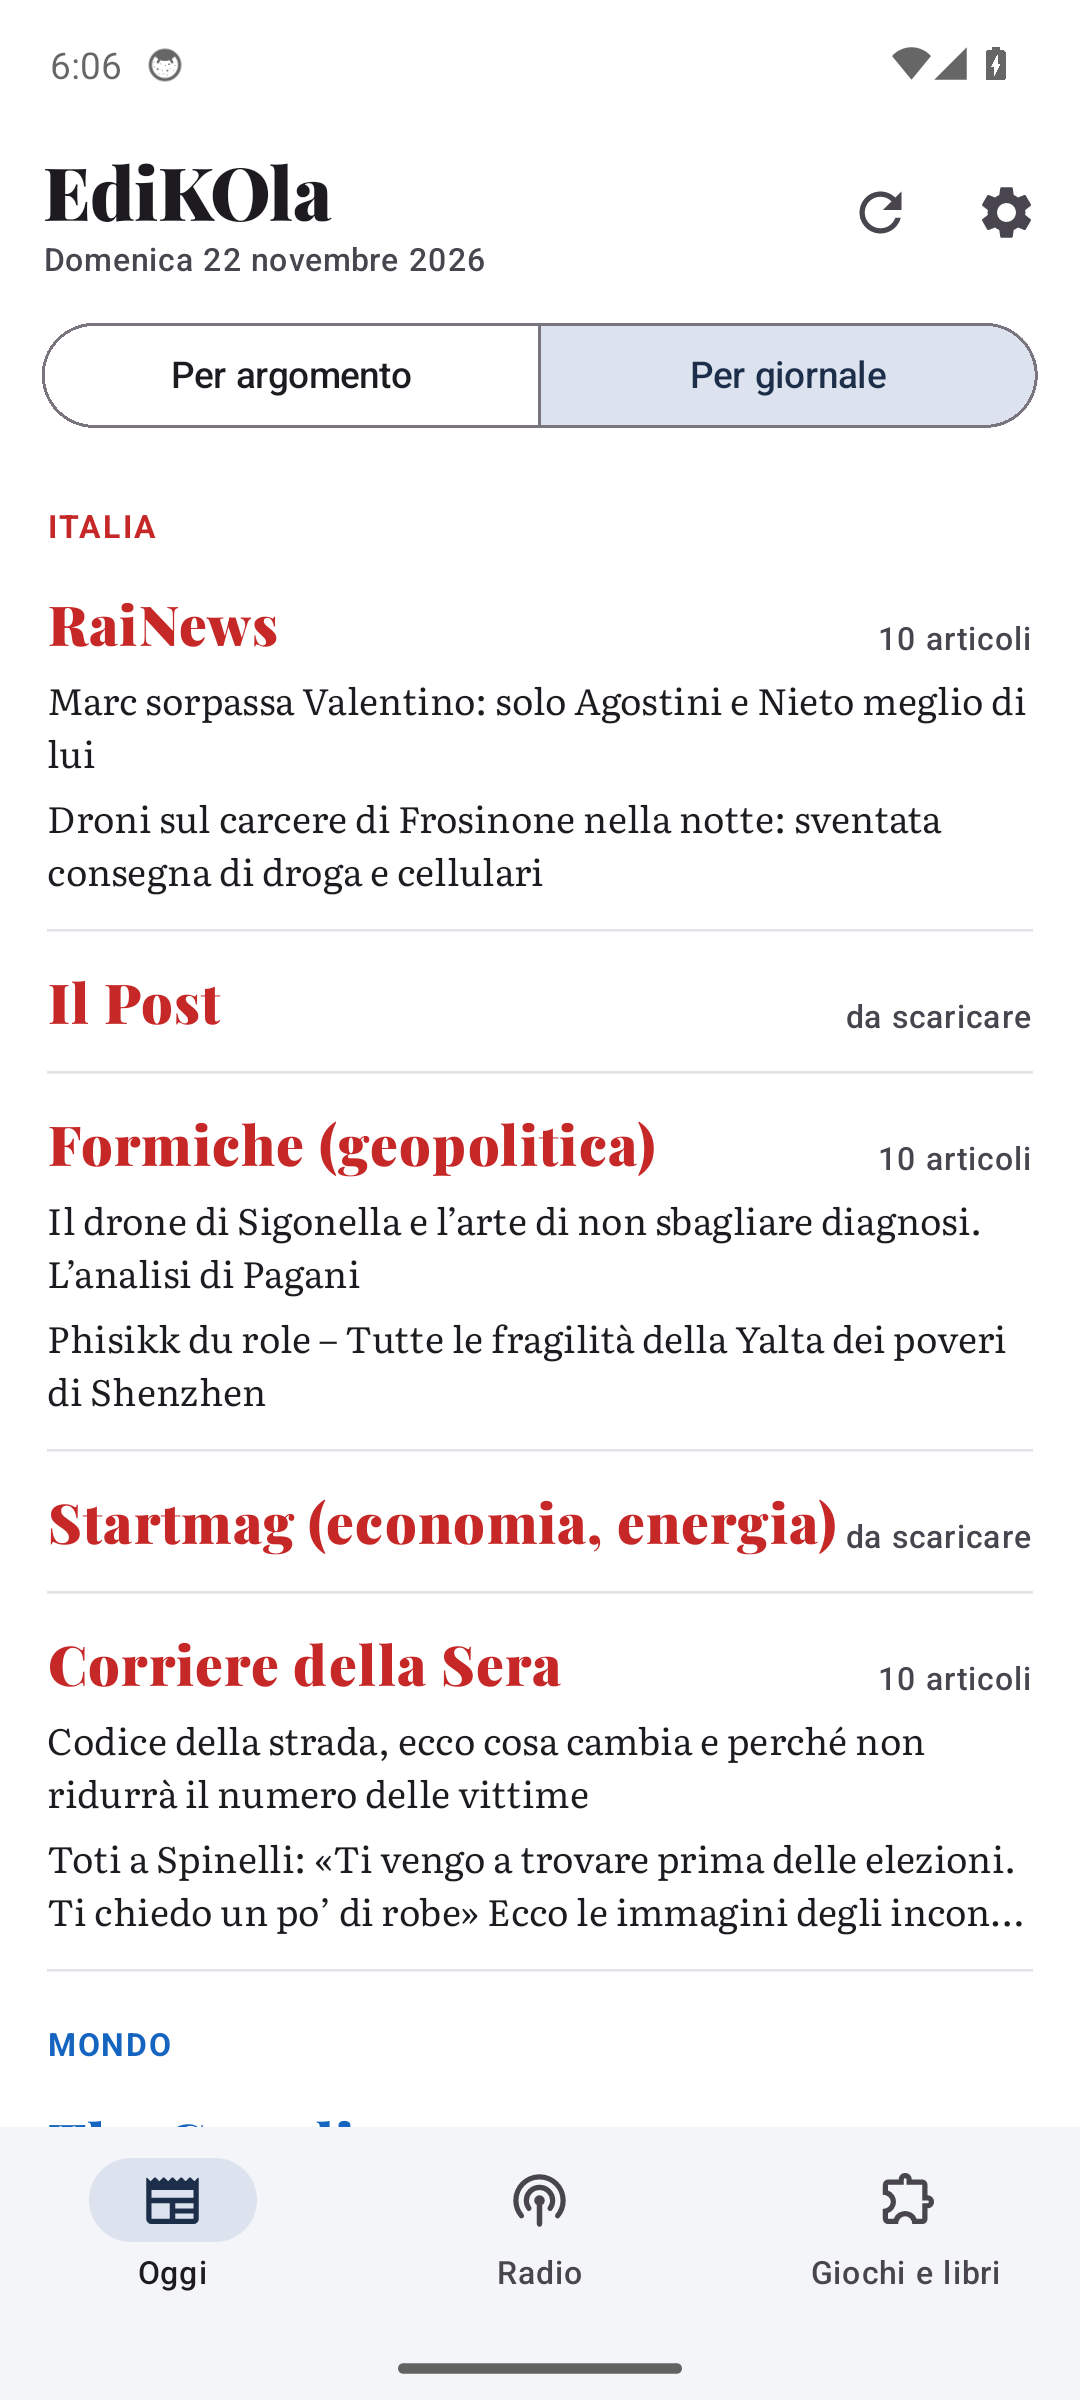 6:06
EdiKOla
Domenica 22 novembre 2026
Per argomento
Per giornale
ITALIA
RaiNews
10 articoli
Marc sorpassa Valentino: solo Agostini e Nieto meglio di
lui
Droni sul carcere di Frosinone nella notte: sventata
consegna di droga e cellulari
Il Post
da scaricare
Formiche (geopolitica)
10 articoli
Il drone di Sigonella e l’arte di non sbagliare diagnosi.
L’analisi di Pagani
Phisikk du role – Tutte le fragilità della Yalta dei poveri
di Shenzhen
Startmag (economia, energia)
da scaricare
Corriere della Sera
10 articoli
Codice della strada, ecco cosa cambia e perché non
ridurrà il numero delle vittime
Toti a Spinelli: «Ti vengo a trovare prima delle elezioni.
Ti chiedo un po’ di robe» Ecco le immagini degli incon...
MONDO
Oggi
Radio
Giochi e libri